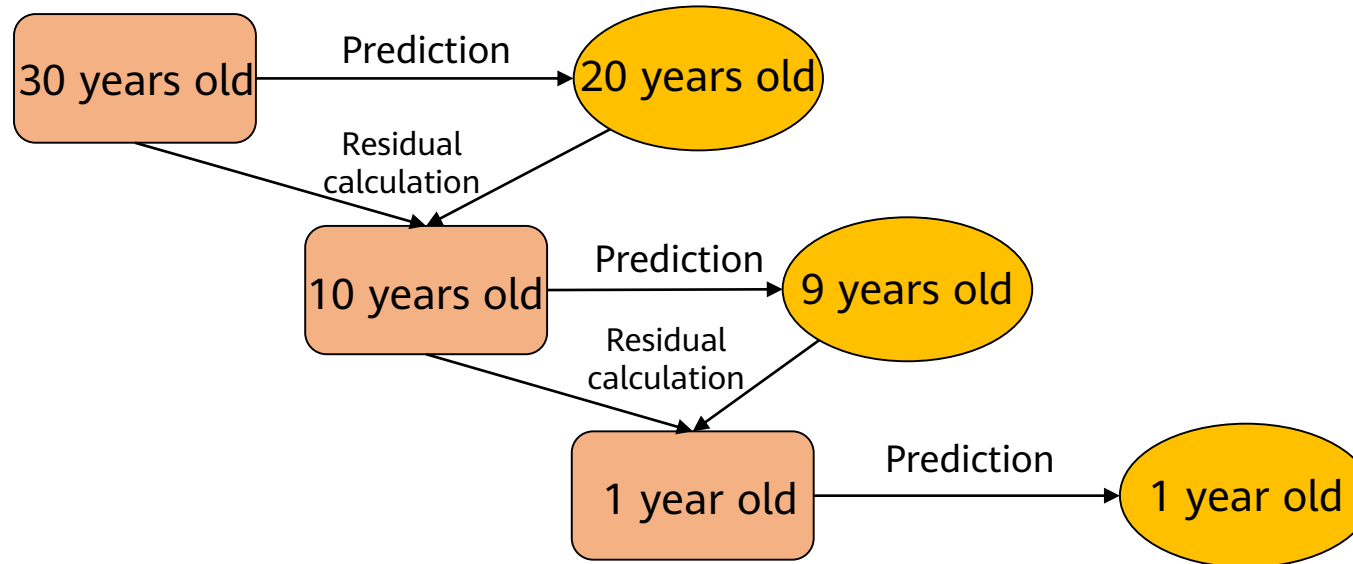 Prediction
30 years old
20 years old
Residual
calculation
Prediction
10 years old
9 years old
Residual
calculation
Prediction
1 year old
1 year old